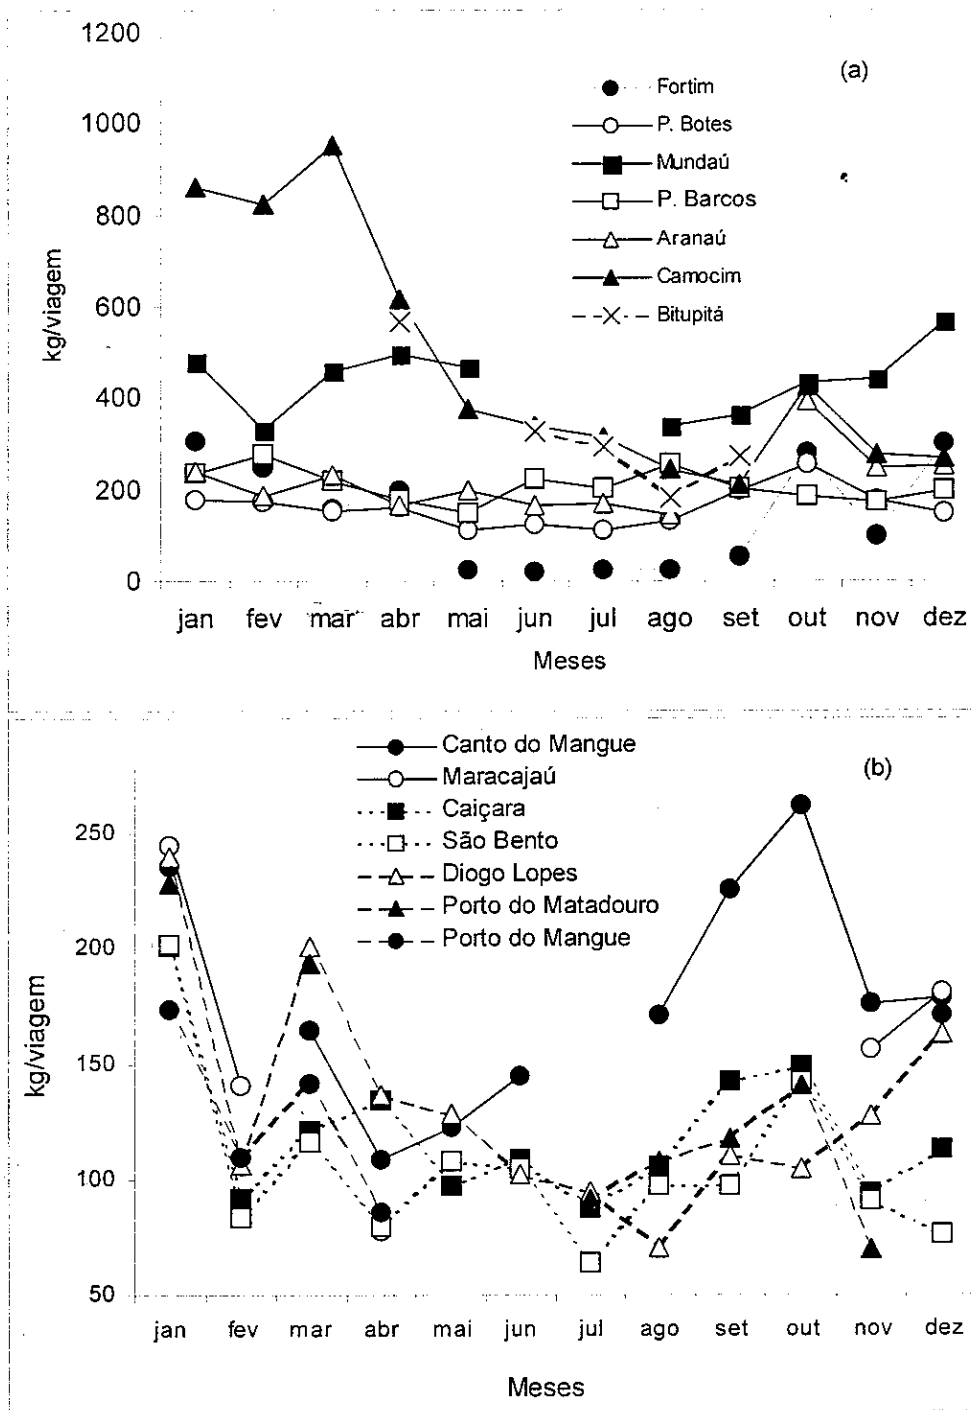 1200
(a)
Fortim
P. Botes
Mundaú
P. Barcos
Aranaú
Camocim
Bitupitá
1000
800
600
400
200
0
kg/viagem
jan fev mar abr mai jun jul ago set out nov dez
Meses
Canto do Mangue
Maracajaú
Caiçara
São Bento
Diogo Lopes
Porto do Matadouro
Porto do Mangue
(b)
250
200
150
100
50
kg/viagem
jan fev mar abr mai jun jul ago set out nov dez
Meses